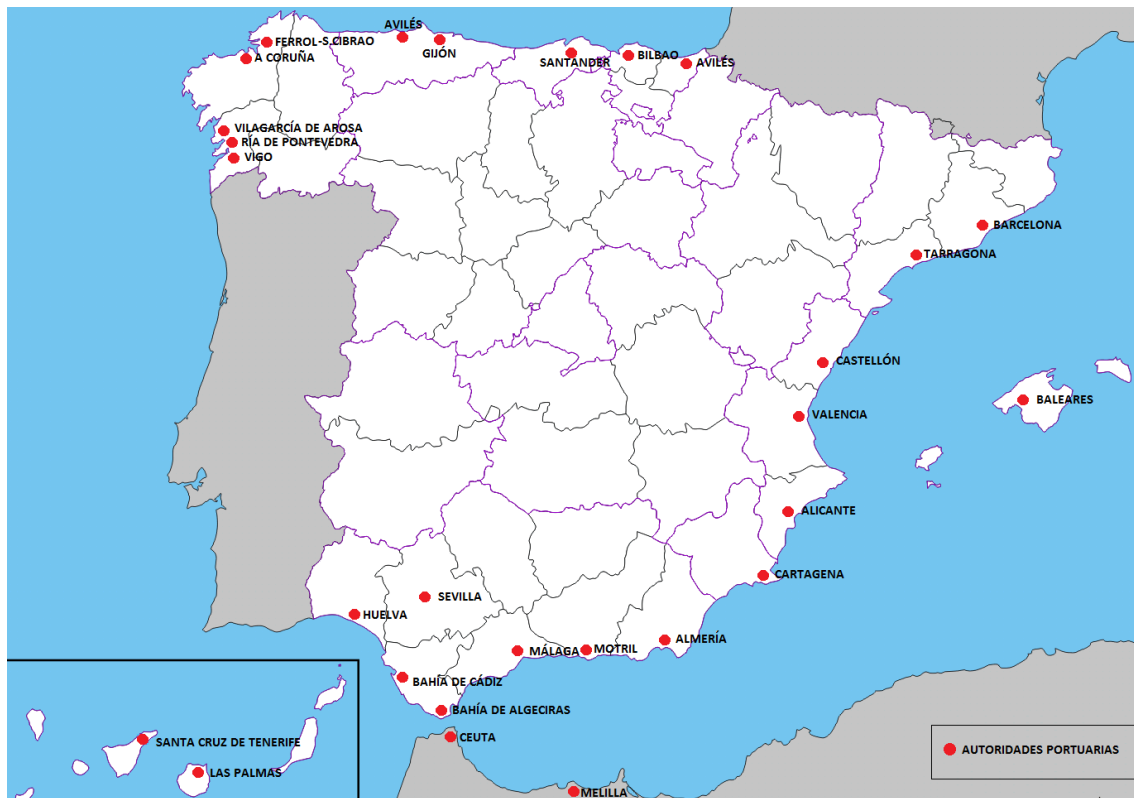 AVILÉS
FERROL-S.CIBRAO
GIJÓN
A CORUÑA
SANTANDER
BILBAO
AVILÉS
VILAGARCÍA DE AROSA
RÍA DE PONTEVEDRA
VIGO
BARCELONA
TARRAGONA
CASTELLÓN
BALEARES
VALENCIA
ALICANTE
CARTAGENA
SEVILLA
HUELVA
ALMERÍA
MÁLAGA
MOTRIL
BAHÍA DE CÁDIZ
BAHÍA DE ALGECIRAS
CEUTA
SANTA CRUZ DE TENERIFE
AUTORIDADES PORTUARIAS
LAS PALMAS
MELILLA